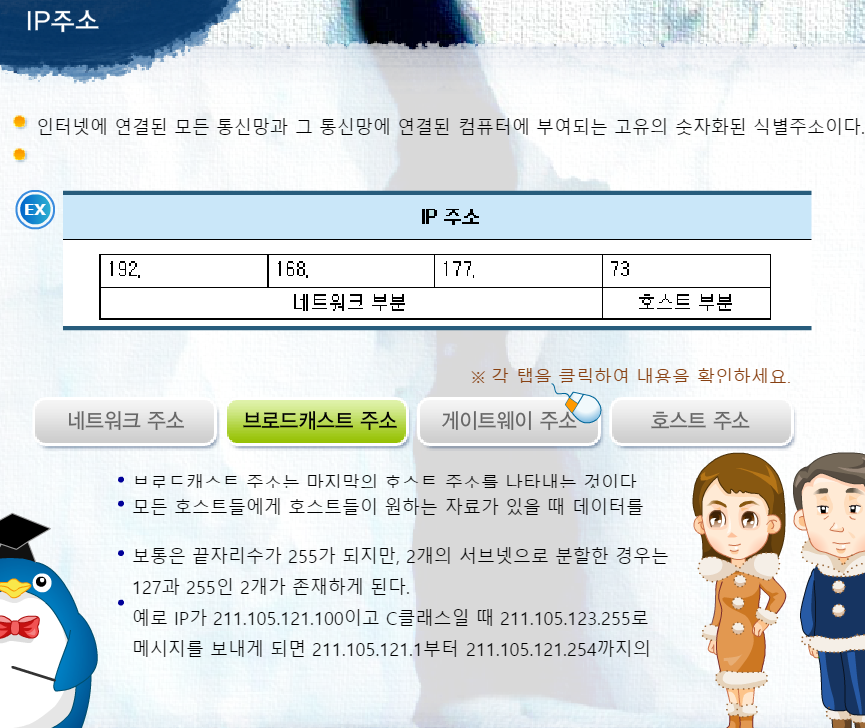 IP주소
인터넷에 연결된 모든 통신망과 그 통신망에 연결된 컴퓨터에 부여되는 고유의 숫자화된 식별주소이다.
EX
IP 주소
192. 168. 177. 73
네트워크 부분 호스트 부분
※ 각 탭을 클릭하여 내용을 확인하세요.
네트워크 주소 브로드캐스트 주소 게이트웨이 주소 호스트 주소
브로드캐스트 주소는 마지막의 호스트 주소를 나타내는 것이다
모든 호스트들에게 호스트들이 원하는 자료가 있을 때 데이터를
보통은 끝자리수가 255가 되지만, 2개의 서브넷으로 분할한 경우는
127과 255인 2개가 존재하게 된다.
예로 IP가 211.105.121.100이고 C클래스일 때 211.105.123.255로
메시지를 보내게 되면 211.105.121.1부터 211.105.121.254까지의